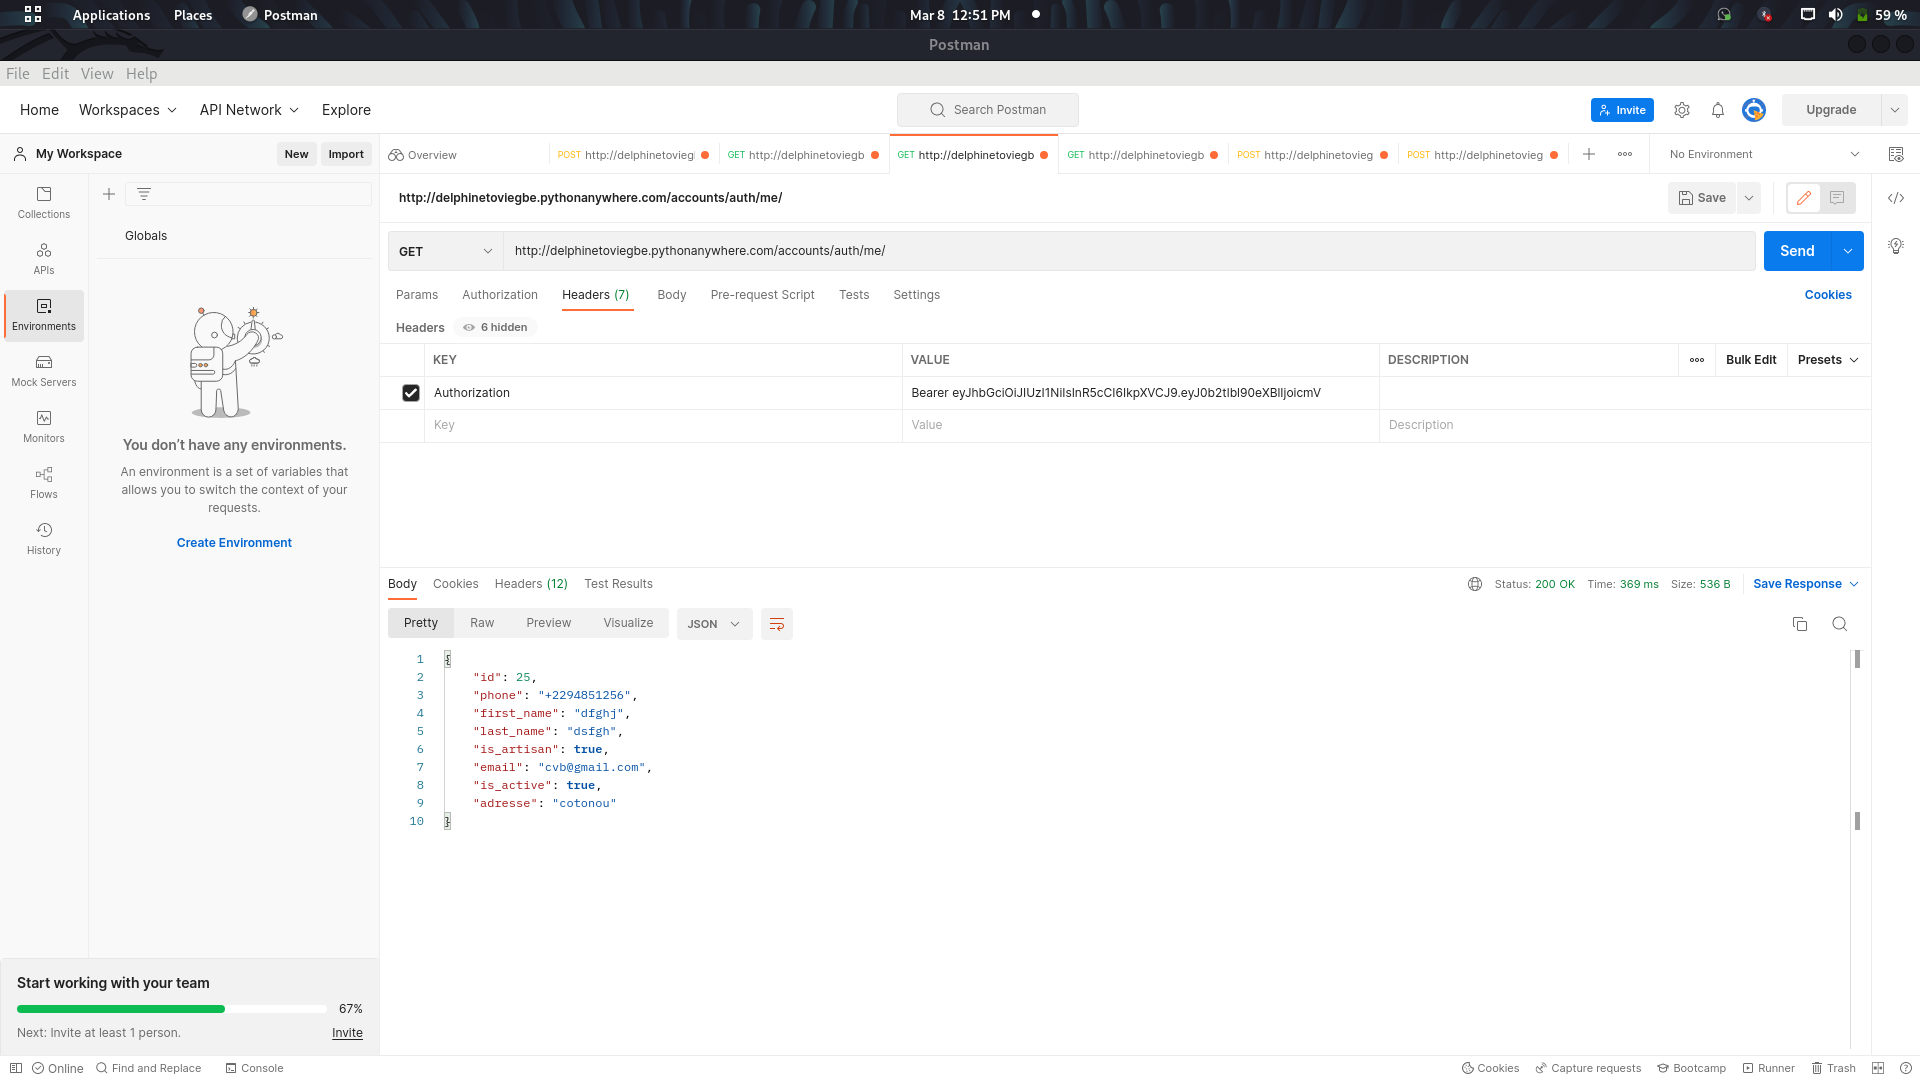 Applications Places Postman Mar 8 12:51 PM 59 %
Postman
File Edit View Help
Home Workspaces API Network Explore Search Postman Invite Upgrade
My Workspace New Import Overview POST http://delphinetovieg GET http://delphinetoviegb GET http://delphinetoviegb GET http://delphinetoviegb POST http://delphinetovieg POST http://delphinetovieg No Environment
http://delphinetoviegbe.pythonanywhere.com/accounts/auth/me/ Save
Collections
Globals
APIs
Environments
Mock Servers
Monitors
Flows
History
You don't have any environments.
An environment is a set of variables that
allows you to switch the context of your
requests.
Create Environment
GET http://delphinetoviegbe.pythonanywhere.com/accounts/auth/me/ Send
Params Authorization Headers (7) Body Pre-request Script Tests Settings Cookies
Headers 6 hidden
KEY VALUE DESCRIPTION Bulk Edit Presets
Authorization Bearer
Key Value Description
Body Cookies Headers (12) Test Results Status: 200 OK Time: 369 ms Size: 536 B Save Response
Pretty Raw Preview Visualize JSON
1 {
2 "id": 25,
3 "phone": "+2294851256",
4 "first_name": "dfghj",
5 "last_name": "dsfgh",
6 "is_artisan": true,
7 "email": "cvb@gmail.com",
8 "is_active": true,
9 "adresse": "cotonou"
10 }
Start working with your team
67%
Next: Invite at least 1 person. Invite
Online Find and Replace Console Cookies Capture requests Bootcamp Runner Trash